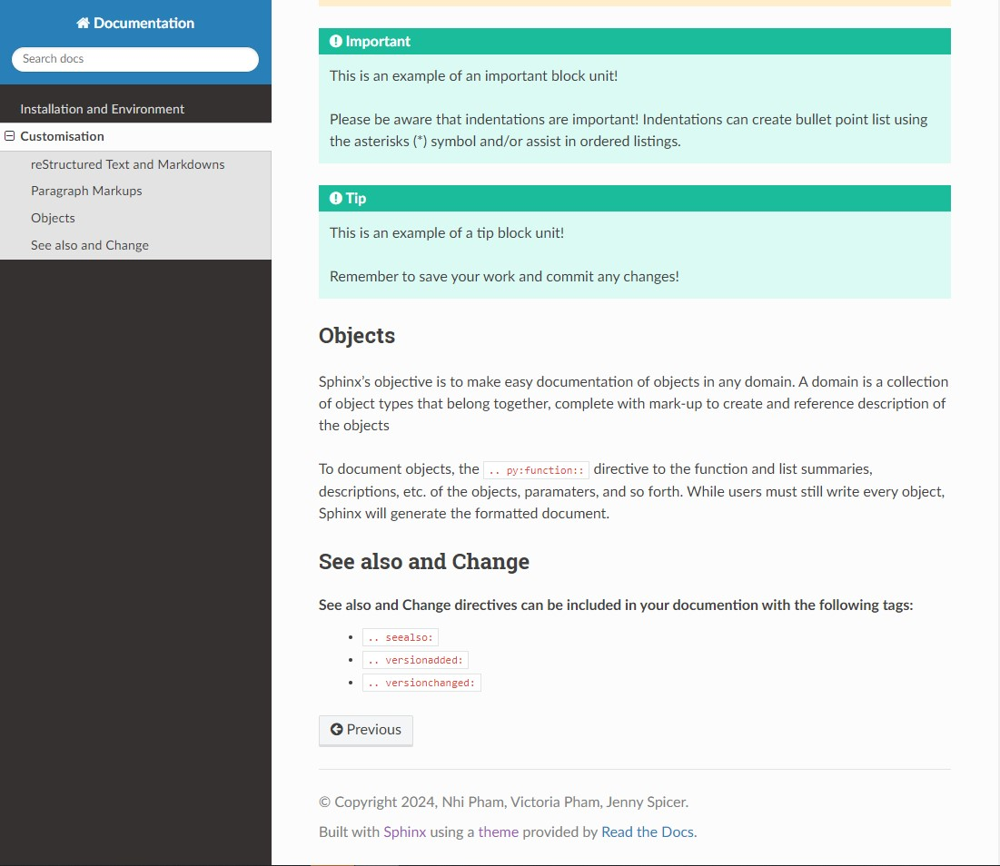 Documentation
Search docs
Installation and Environment
Customisation
reStructured Text and Markdowns
Paragraph Markups
Objects
See also and Change
Important
This is an example of an important block unit!
Please be aware that indentations are important! Indentations can create bullet point list using
the asterisks (*) symbol and/or assist in ordered listings.
Tip
This is an example of a tip block unit!
Remember to save your work and commit any changes!
Objects
Sphinx's objective is to make easy documentation of objects in any domain. A domain is a collection
of object types that belong together, complete with mark-up to create and reference description of
the objects
To document objects, the .. py:function:: directive to the function and list summaries,
descriptions, etc. of the objects, paramaters, and so forth. While users must still write every object,
Sphinx will generate the formatted document.
See also and Change
See also and Change directives can be included in your documention with the following tags:
• .. seealso:
• .. versionadded:
• .. versionchanged:
Previous
© Copyright 2024, Nhi Pham, Victoria Pham, Jenny Spicer.
Built with Sphinx using a theme provided by Read the Docs.